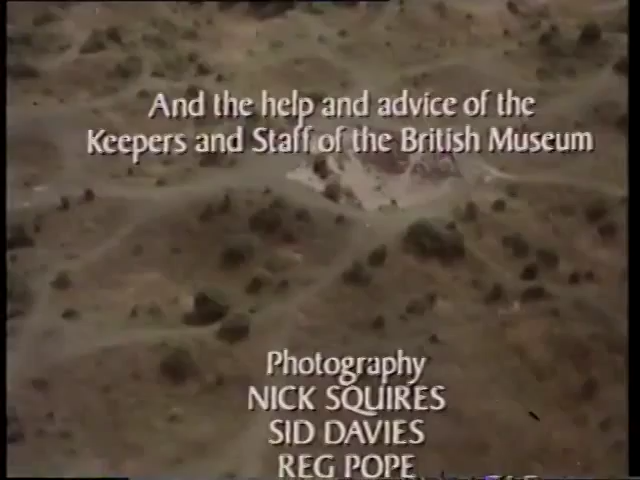 And the help and advice of the
Keepers and Staff of the British Museum
Photography
NICK SQUIRES
SID DAVIES
REG POPE